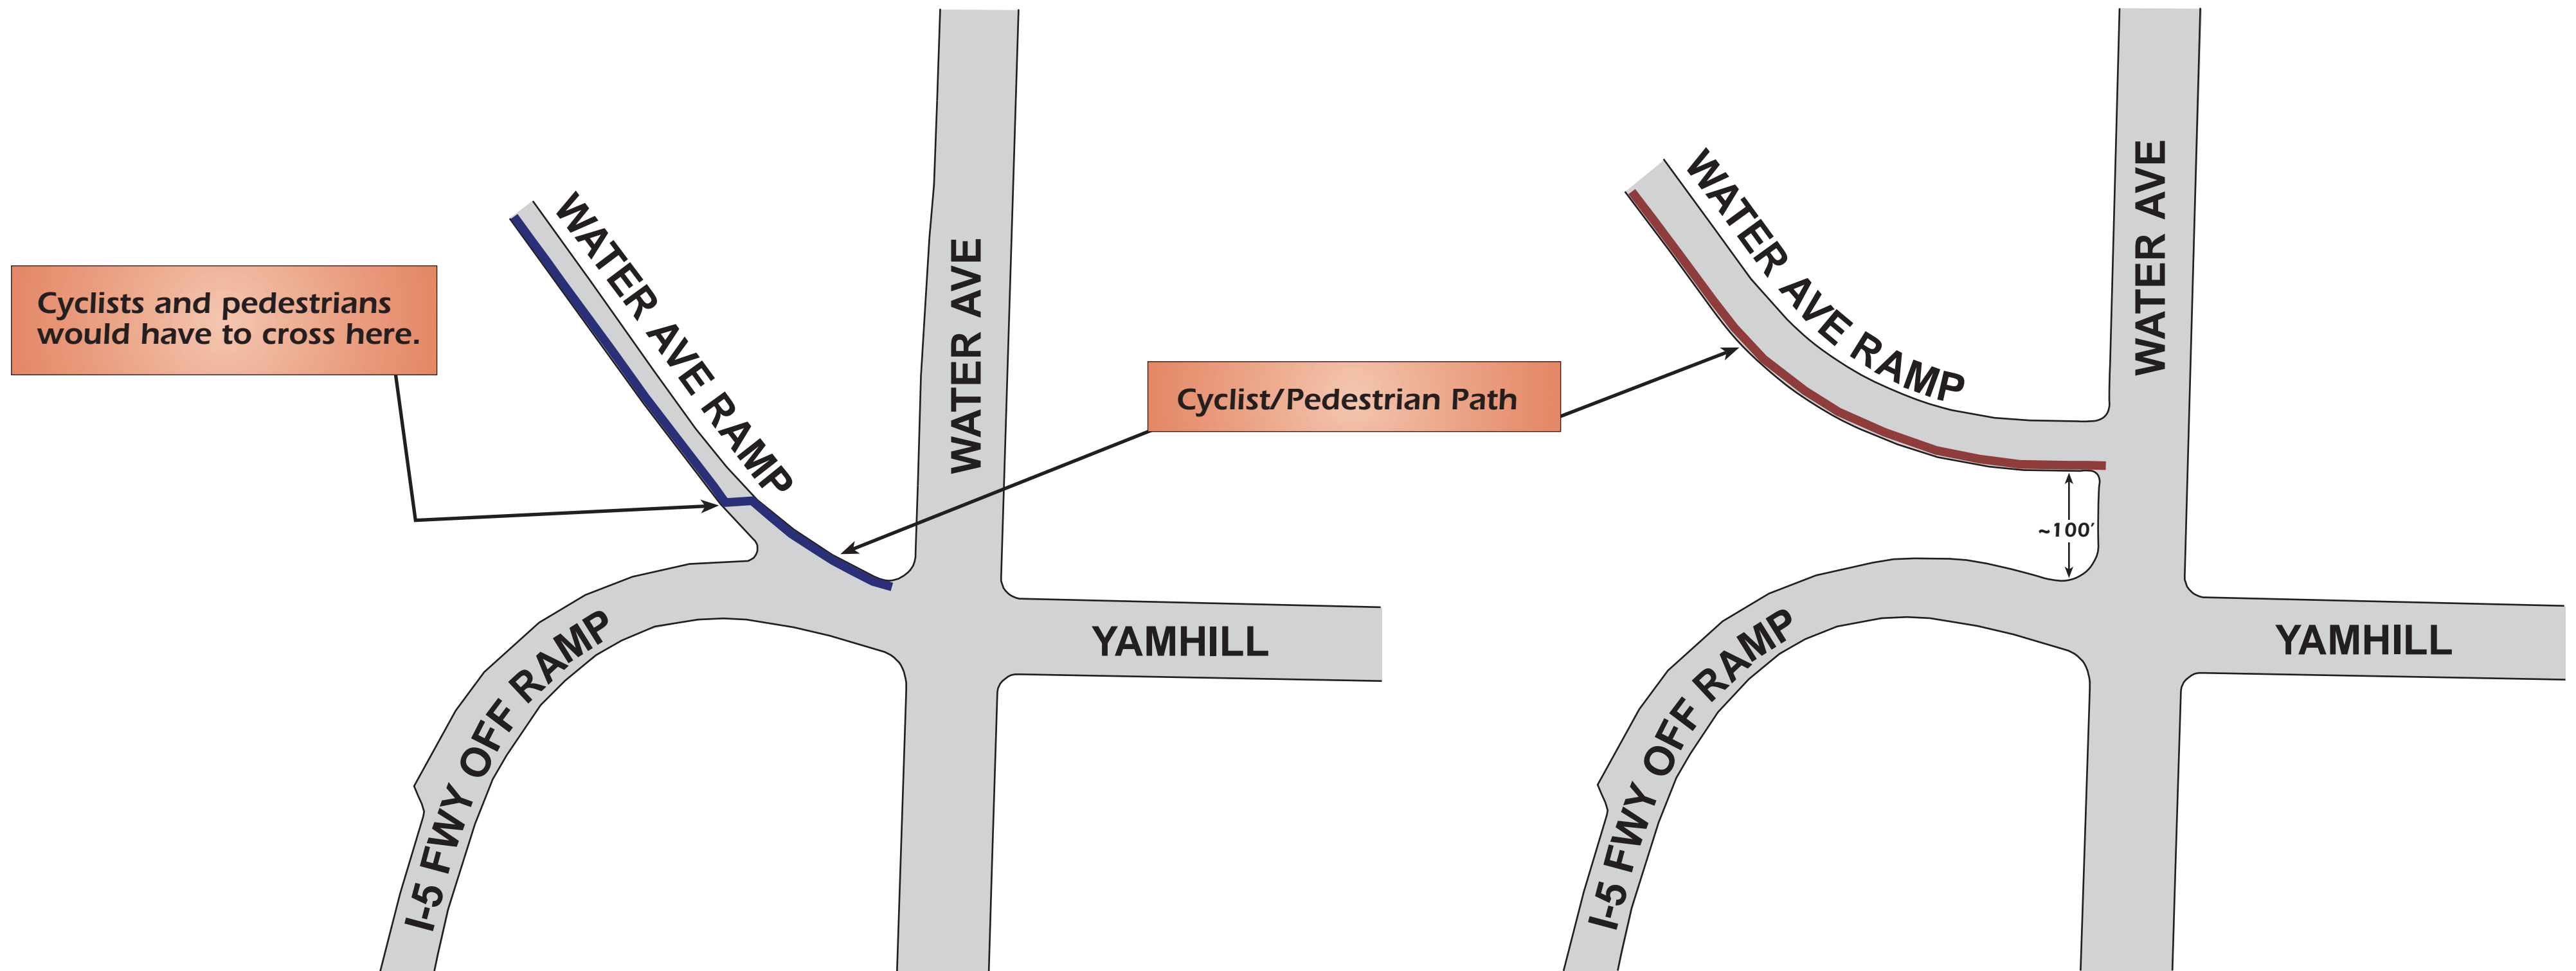 Cyclists and pedestrians
would have to cross here.
WATER AVE RAMP
WATER AVE
I-5 FWY OFF RAMP
YAMHILL
Cyclist/Pedestrian Path
WATER AVE RAMP
WATER AVE
~100'
I-5 FWY OFF RAMP
YAMHILL